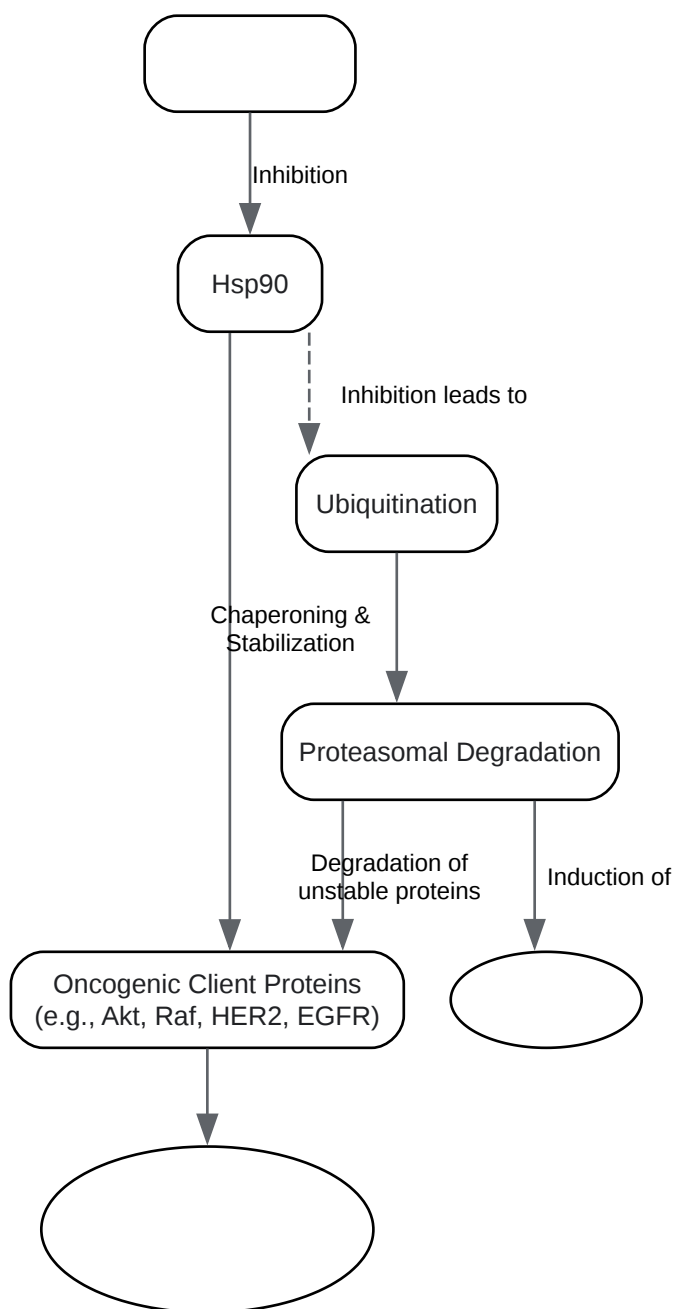 Inhibition
Hsp90
Inhibition leads to
Ubiquitination
Chaperoning &
Stabilization
Proteasomal Degradation
Degradation of
unstable proteins
Induction of
Oncogenic Client Proteins
(e.g., Akt, Raf, HER2, EGFR)